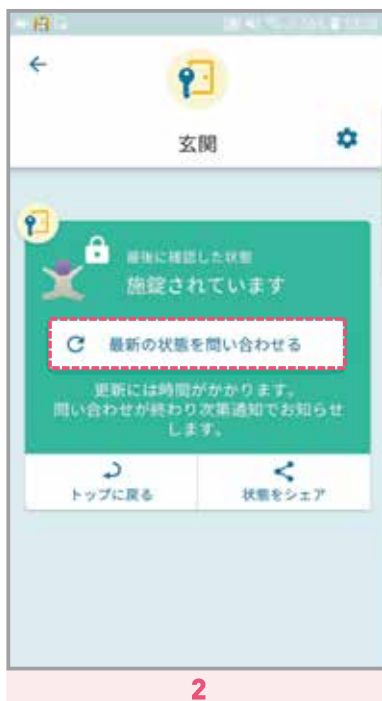 玄関
最後に確認した状態
施錠されています
最新の状態を問い合わせる
更新には時間がかかります。
問い合わせが終わり次第通知でお知らせ
します。
トップに戻る
状態をシェア
2